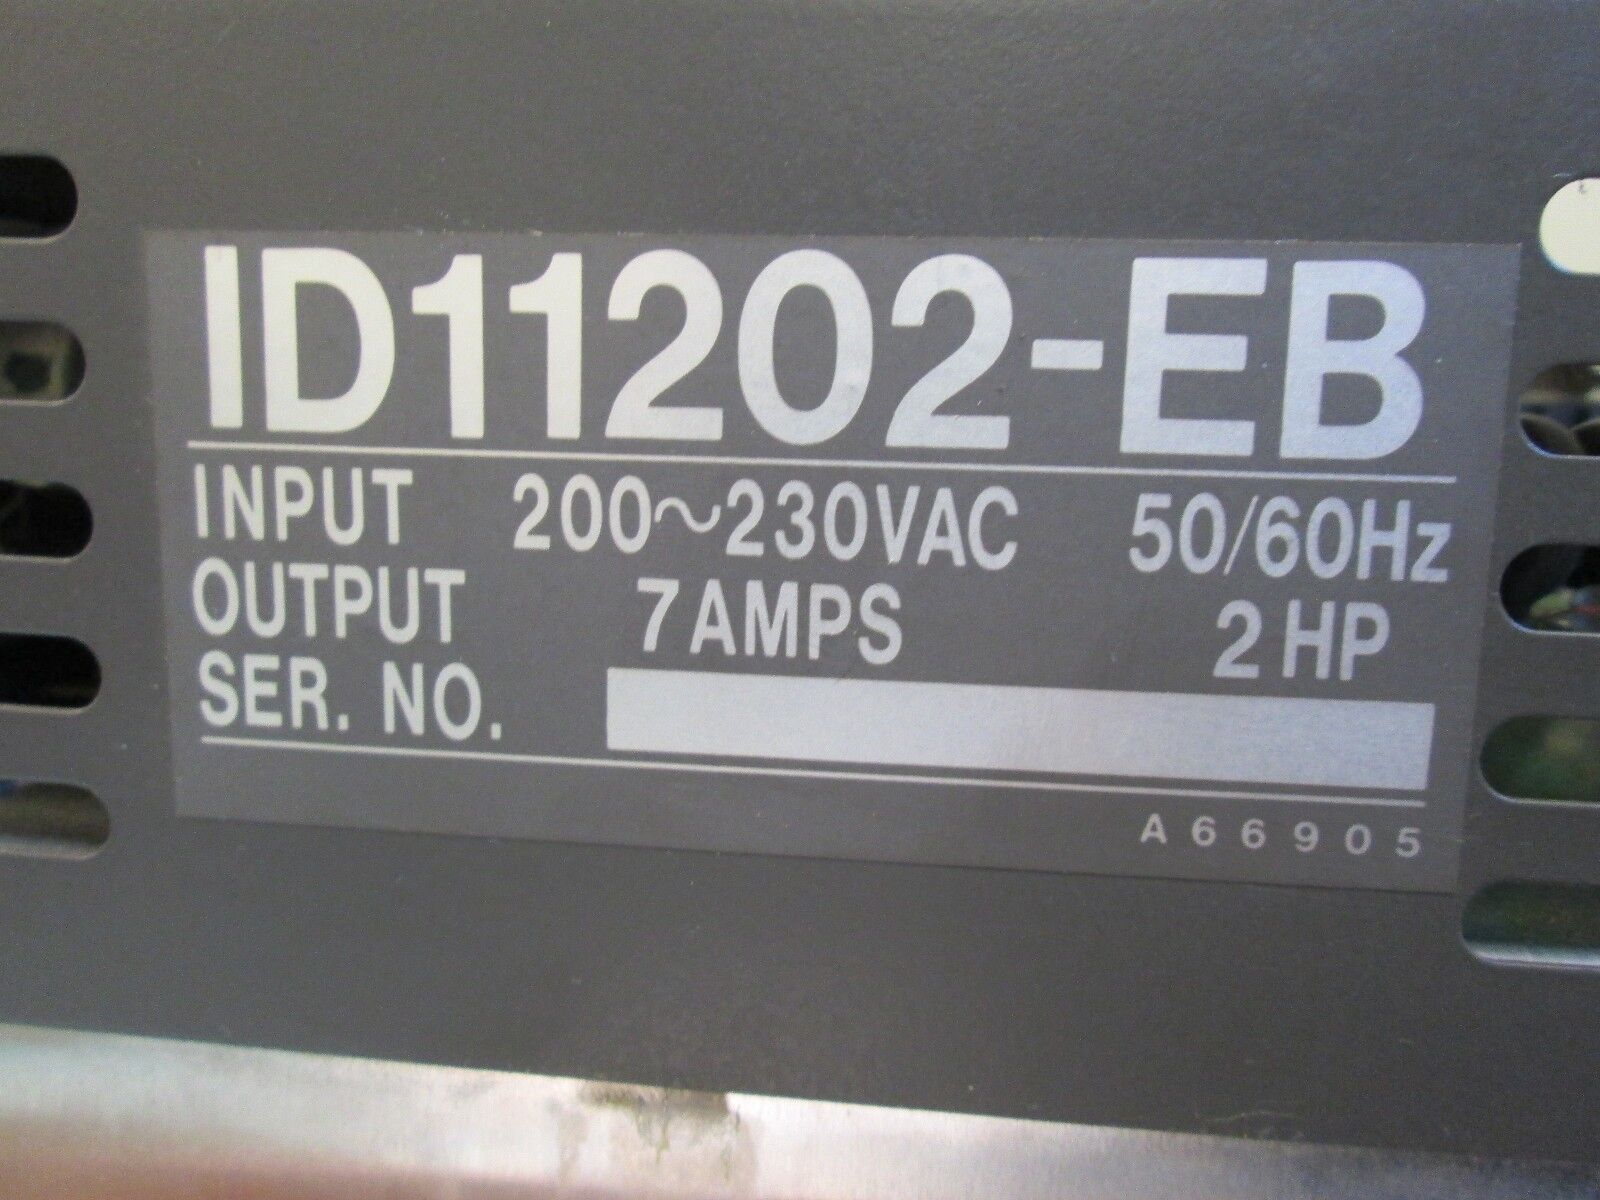 ID11202-EB
INPUT 200~230VAC 50/60Hz
OUTPUT 7AMPS 2HP
SER. NO.
A66905